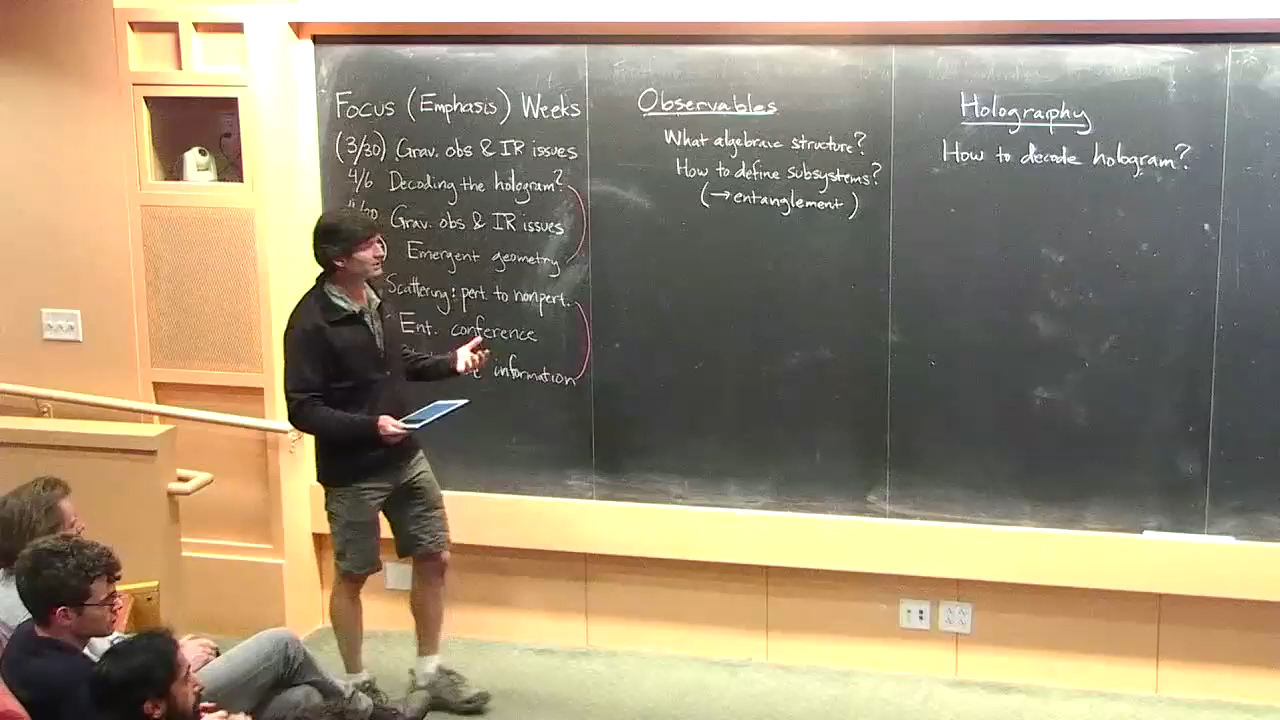 Focus (Emphasis) Weeks
(3/30) Grav. obs & IR issues
4/6 Decoding the hologram?
Grav. obs & IR issues
Emergent geometry
Scattering: pert. to nonpert.
Ent. conference
information
Observables
What algebraic structure?
How to define subsystems?
(→entanglement)
Holography
How to decode hologram?